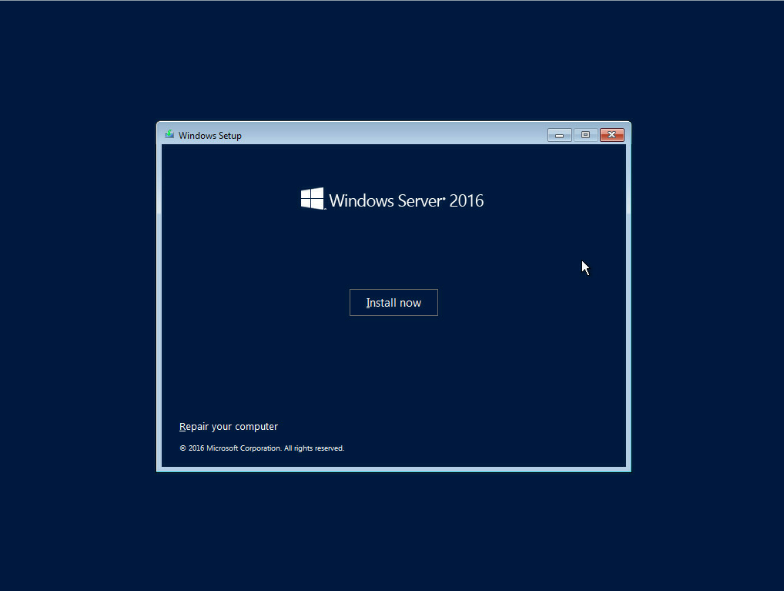 Windows Setup
Windows Server® 2016
Install now
Repair your computer
© 2016 Microsoft Corporation. All rights reserved.